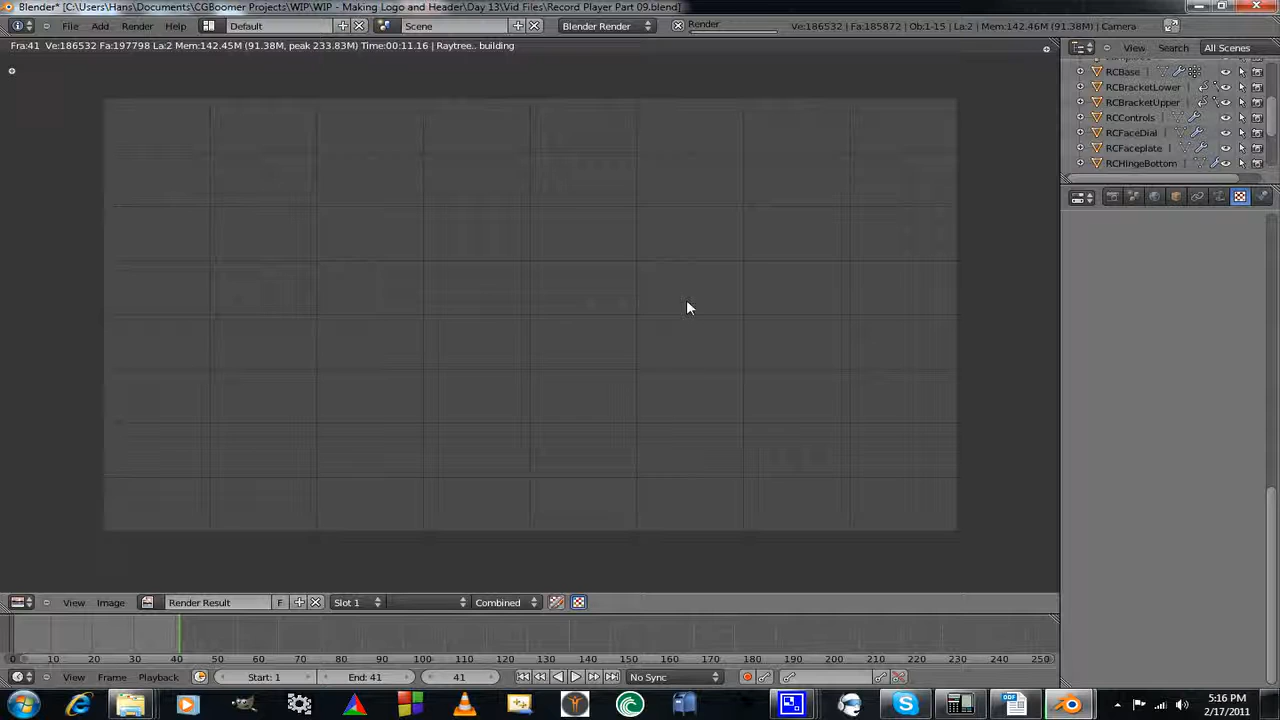 Blender* [C:\Users\Hans\Documents\CGBoomer Projects\WIP\WIP - Making Logo and Header\Day 13\Vid Files\Record Player Part 09.blend]
File Add Render Help Default Scene Blender Render Render Ve:186532 | Fa:185872 | Ob:1-15 | La:2 | Mem:142.46M (91.38M) | Camera
Fra:41 Ve:186532 Fa:197798 La:2 Mem:142.45M (91.38M, peak 233.83M) Time:00:11.16 | Raytree.. building
View Search All Scenes
RCBase
RCBracketLower
RCBracketUpper
RCControls
RCFaceDial
RCFaceplate
RCHingeBottom
View Image Render Result F Slot 1 Combined
0 10 20 30 40 50 60 70 80 90 100 110 120 130 140 150 160 170 180 190 200 210 220 230 240 250
View Frame Playback Start: 1 End: 41 41 No Sync
5:16 PM
2/17/2011